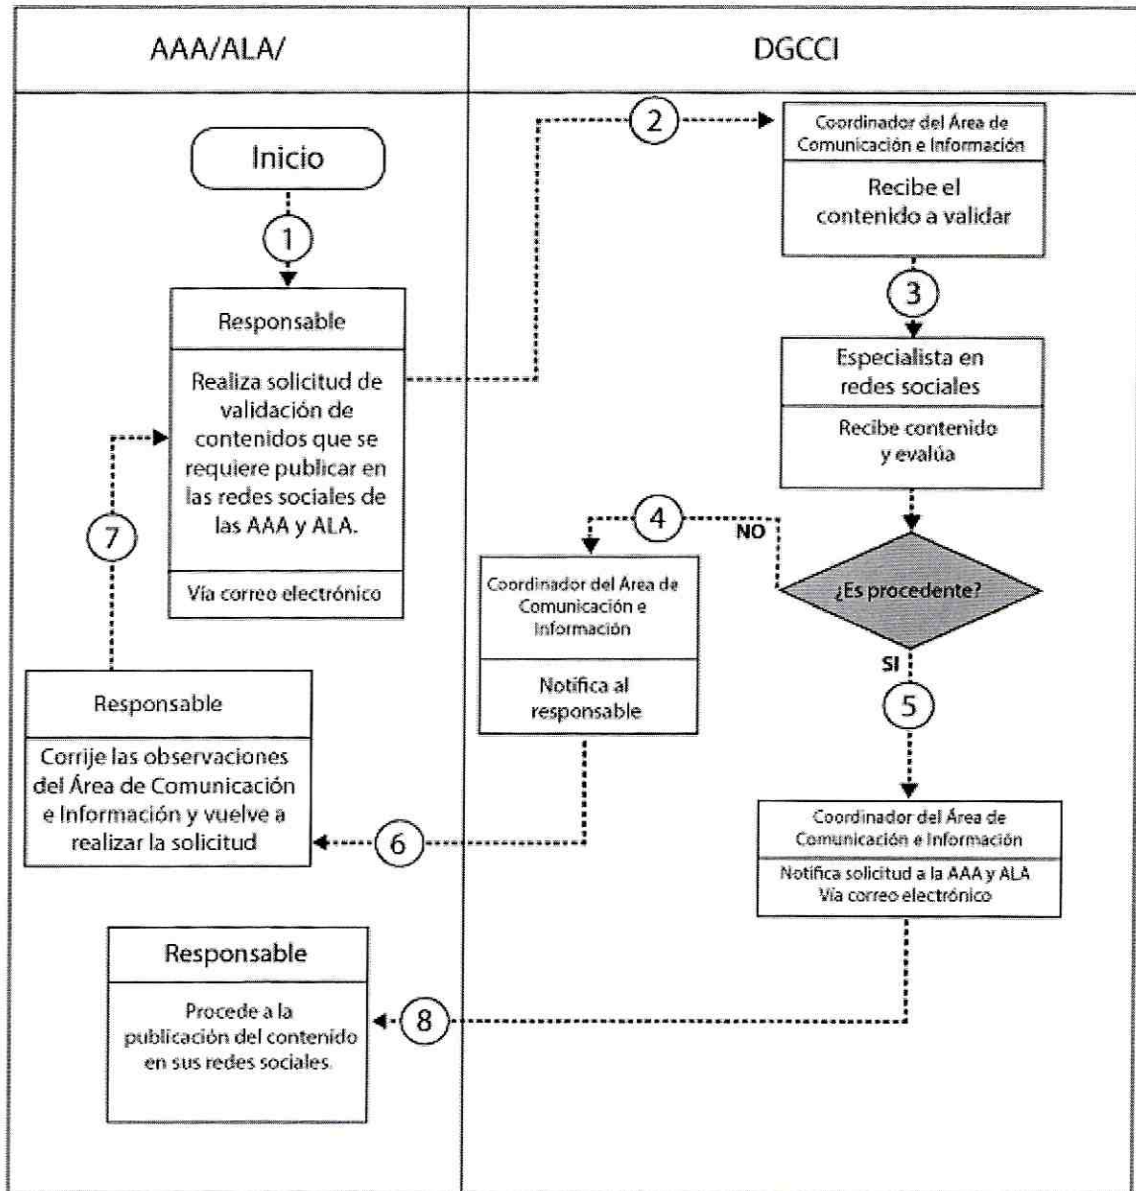 AAA/ALA/
DGCCI
Inicio
1
Responsable
Realiza solicitud de
validación de
contenidos que se
requiere publicar en
las redes sociales de
las AAA y ALA.
Vía correo electrónico
2
Coordinador del Área de
Comunicación e Información
Recibe el
contenido a validar
3
Especialista en
redes sociales
Recibe contenido
y evalúa
¿Es procedente?
NO
4
Coordinador del Área de
Comunicación e
Información
Notifica al
responsable
SI
5
Coordinador del Área de
Comunicación e Información
Notifica solicitud a la AAA y ALA
Vía correo electrónico
6
Responsable
Corrije las observaciones
del Área de Comunicación
e Información y vuelve a
realizar la solicitud
7
8
Responsable
Procede a la
publicación del contenido
en sus redes sociales.